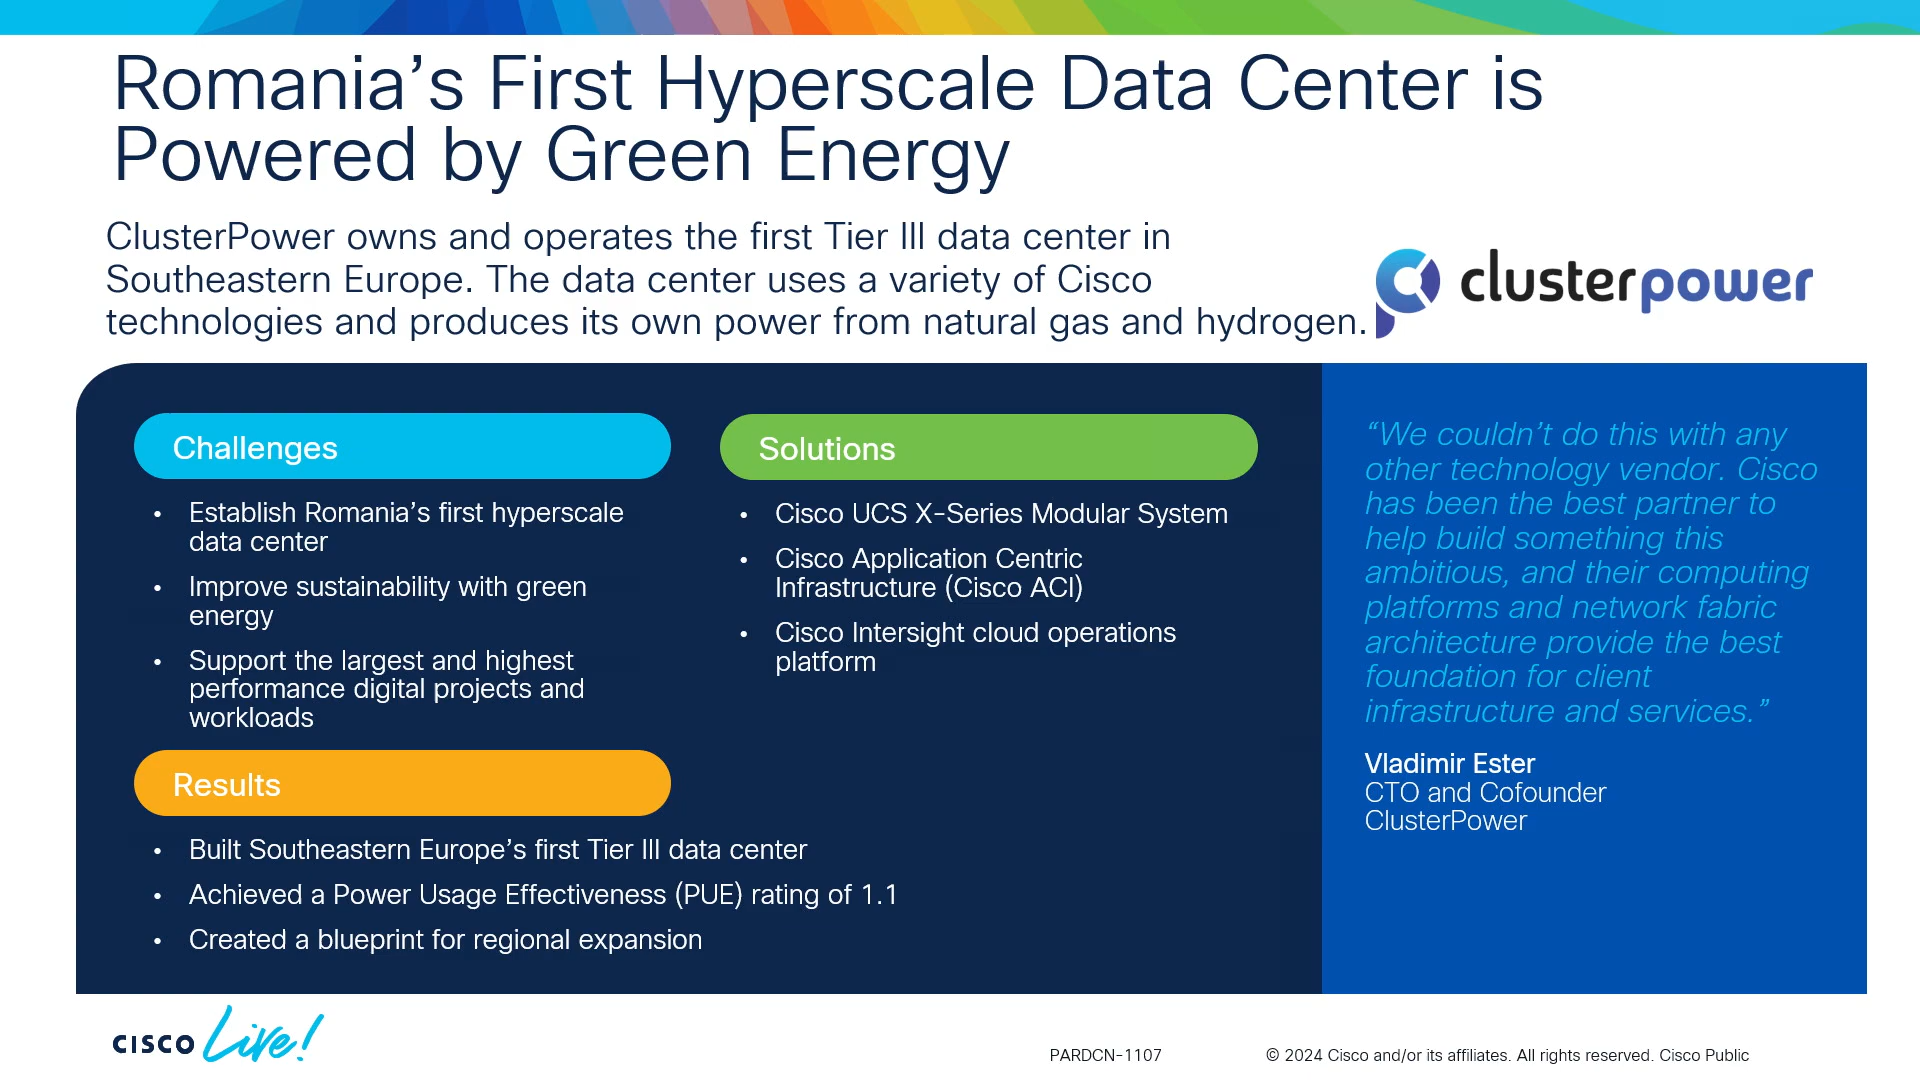 Romania’s First Hyperscale Data Center is
Powered by Green Energy
ClusterPower owns and operates the first Tier III data center in
Southeastern Europe. The data center uses a variety of Cisco
technologies and produces its own power from natural gas and hydrogen.
clusterpower
Challenges
• Establish Romania’s first hyperscale
data center
• Improve sustainability with green
energy
• Support the largest and highest
performance digital projects and
workloads
Solutions
• Cisco UCS X-Series Modular System
• Cisco Application Centric
Infrastructure (Cisco ACI)
• Cisco Intersight cloud operations
platform
Results
• Built Southeastern Europe’s first Tier III data center
• Achieved a Power Usage Effectiveness (PUE) rating of 1.1
• Created a blueprint for regional expansion
“We couldn’t do this with any
other technology vendor. Cisco
has been the best partner to
help build something this
ambitious, and their computing
platforms and network fabric
architecture provide the best
foundation for client
infrastructure and services.”
Vladimir Ester
CTO and Cofounder
ClusterPower
CISCO Live!
PARDCN-1107
© 2024 Cisco and/or its affiliates. All rights reserved. Cisco Public